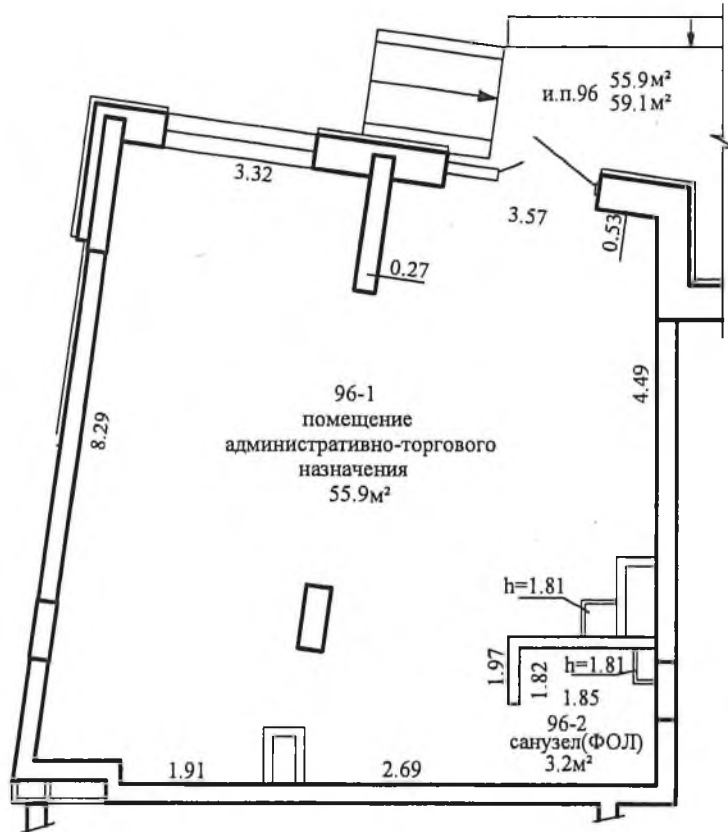 и.п.96 55.9м²
59.1м²
3.32
3.57
0.53
0.27
4.49
8.29
96-1
помещение
административно-торгового
назначения
55.9м²
h=1.81
1.97
1.82
h=1.81
1.85
96-2
санузел(ФОЛ)
3.2м²
1.91
2.69